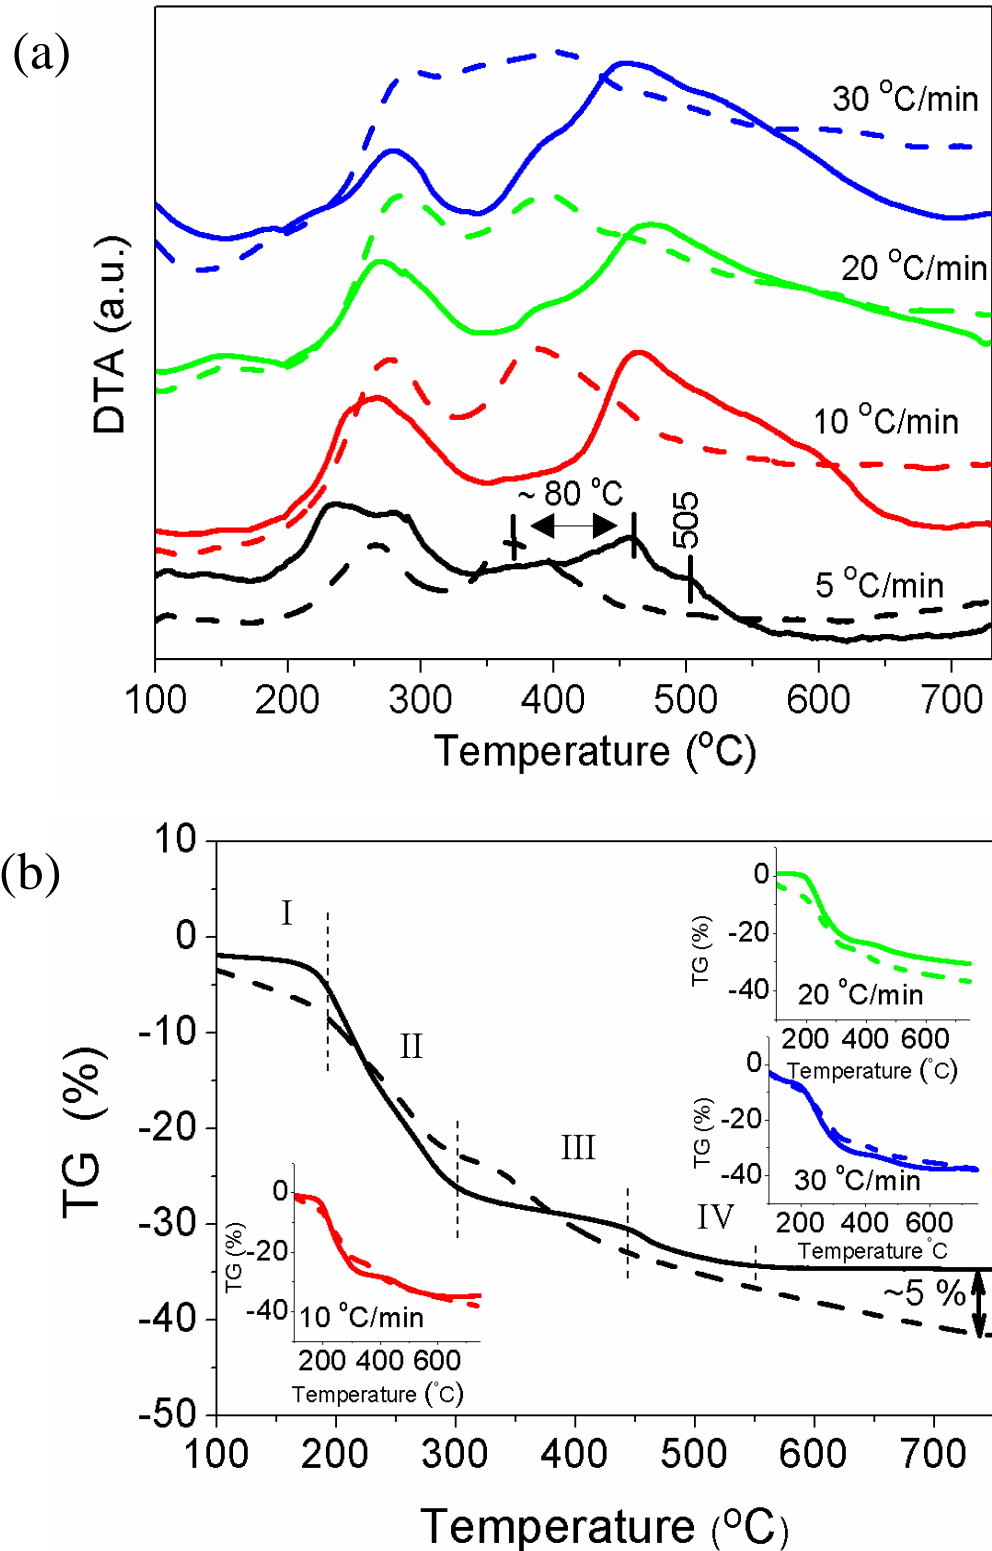 (a)
DTA (a.u.)
30 °C/min
20 °C/min
10 °C/min
~ 80 °C
505
5 °C/min
100 200 300 400 500 600 700
Temperature (°C)
(b)
TG (%)
10
0
-10
-20
-30
-40
-50
I
II
III
IV
~5 %
TG (%)
0
-20
-40
20 °C/min
200 400 600
Temperature (°C)
TG (%)
0
-20
-40
30 °C/min
200 400 600
Temperature °C
TG (%)
0
-20
-40
10 °C/min
200 400 600
Temperature (°C)
100 200 300 400 500 600 700
Temperature (°C)